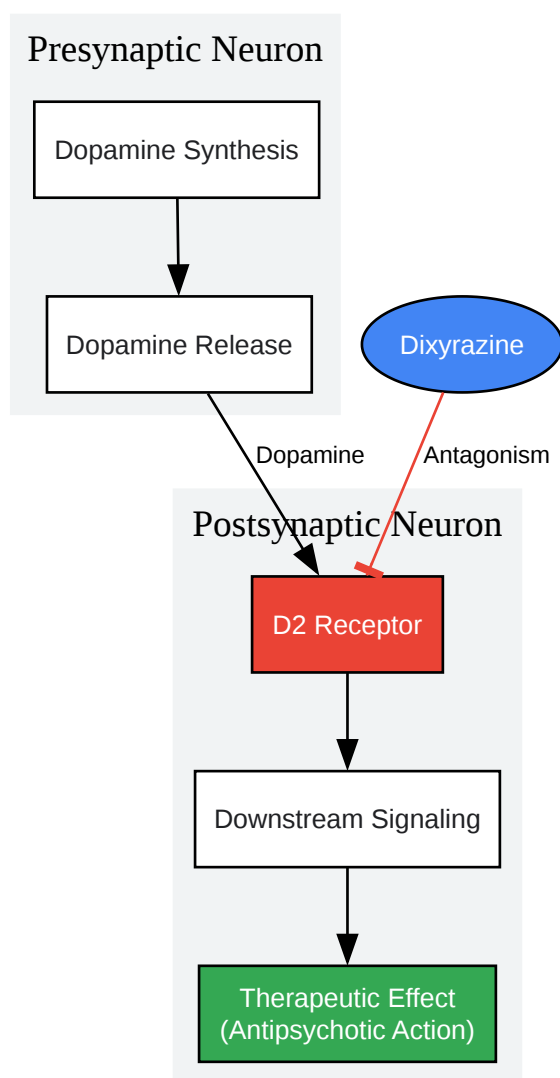 Presynaptic Neuron
Dopamine Synthesis
Dopamine Release
Dixyrazine
Dopamine
Antagonism
Postsynaptic Neuron
D2 Receptor
Downstream Signaling
Therapeutic Effect
(Antipsychotic Action)